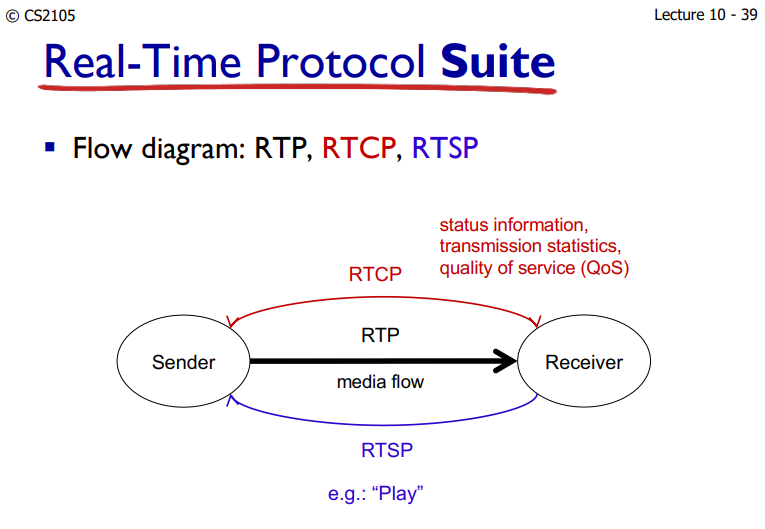 © CS2105
Lecture 10 - 39
Real-Time Protocol Suite
Flow diagram: RTP, RTCP, RTSP
status information,
transmission statistics,
quality of service (QoS)
RTCP
RTP
Sender
Receiver
media flow
RTSP
e.g.: “Play”